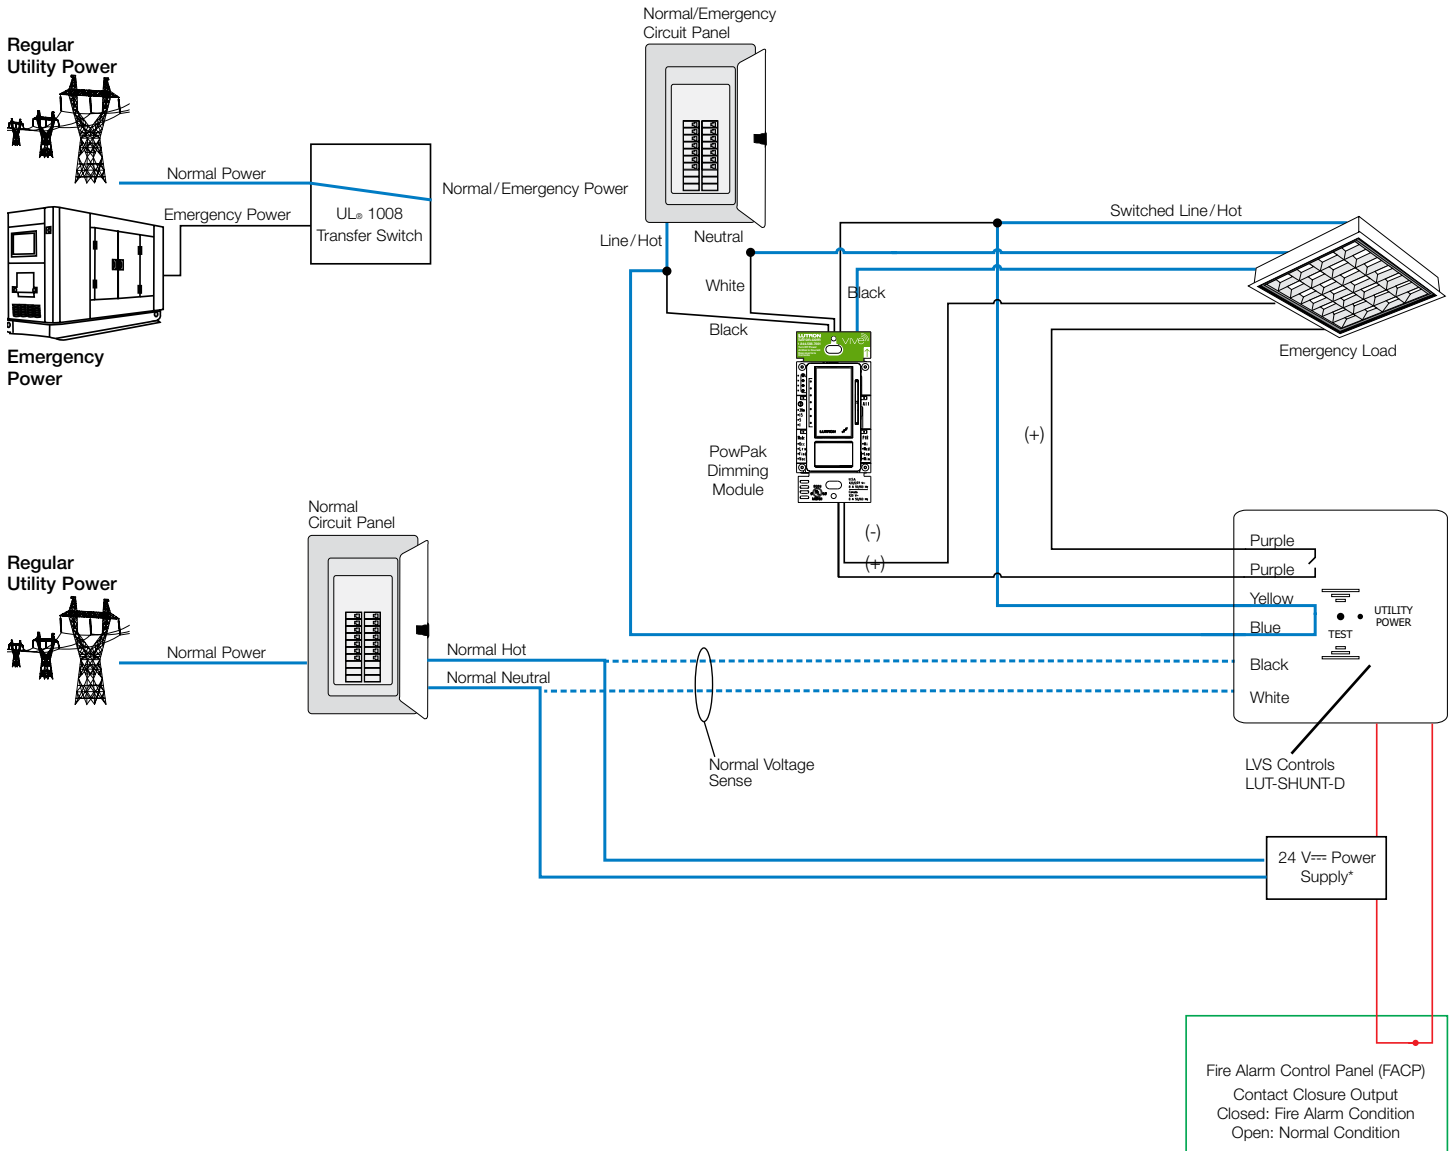 Normal/Emergency
Circuit Panel
Regular
Utility Power
Normal Power
Normal/Emergency Power
Emergency Power
UL® 1008
Transfer Switch
Switched Line/Hot
Line/Hot
Neutral
White
Black
Black
LUTRON
vive
Emergency Load
Emergency
Power
LUTRON
(+)
PowPak
Dimming
Module
Normal
Circuit Panel
(-)
(+)
Regular
Utility Power
Purple
Purple
Yellow
Blue
TEST
UTILITY
POWER
Normal Power
Normal Hot
Normal Neutral
Black
White
Normal Voltage
Sense
LVS Controls
LUT-SHUNT-D
24 V⎓ Power
Supply*
Fire Alarm Control Panel (FACP)
Contact Closure Output
Closed: Fire Alarm Condition
Open: Normal Condition